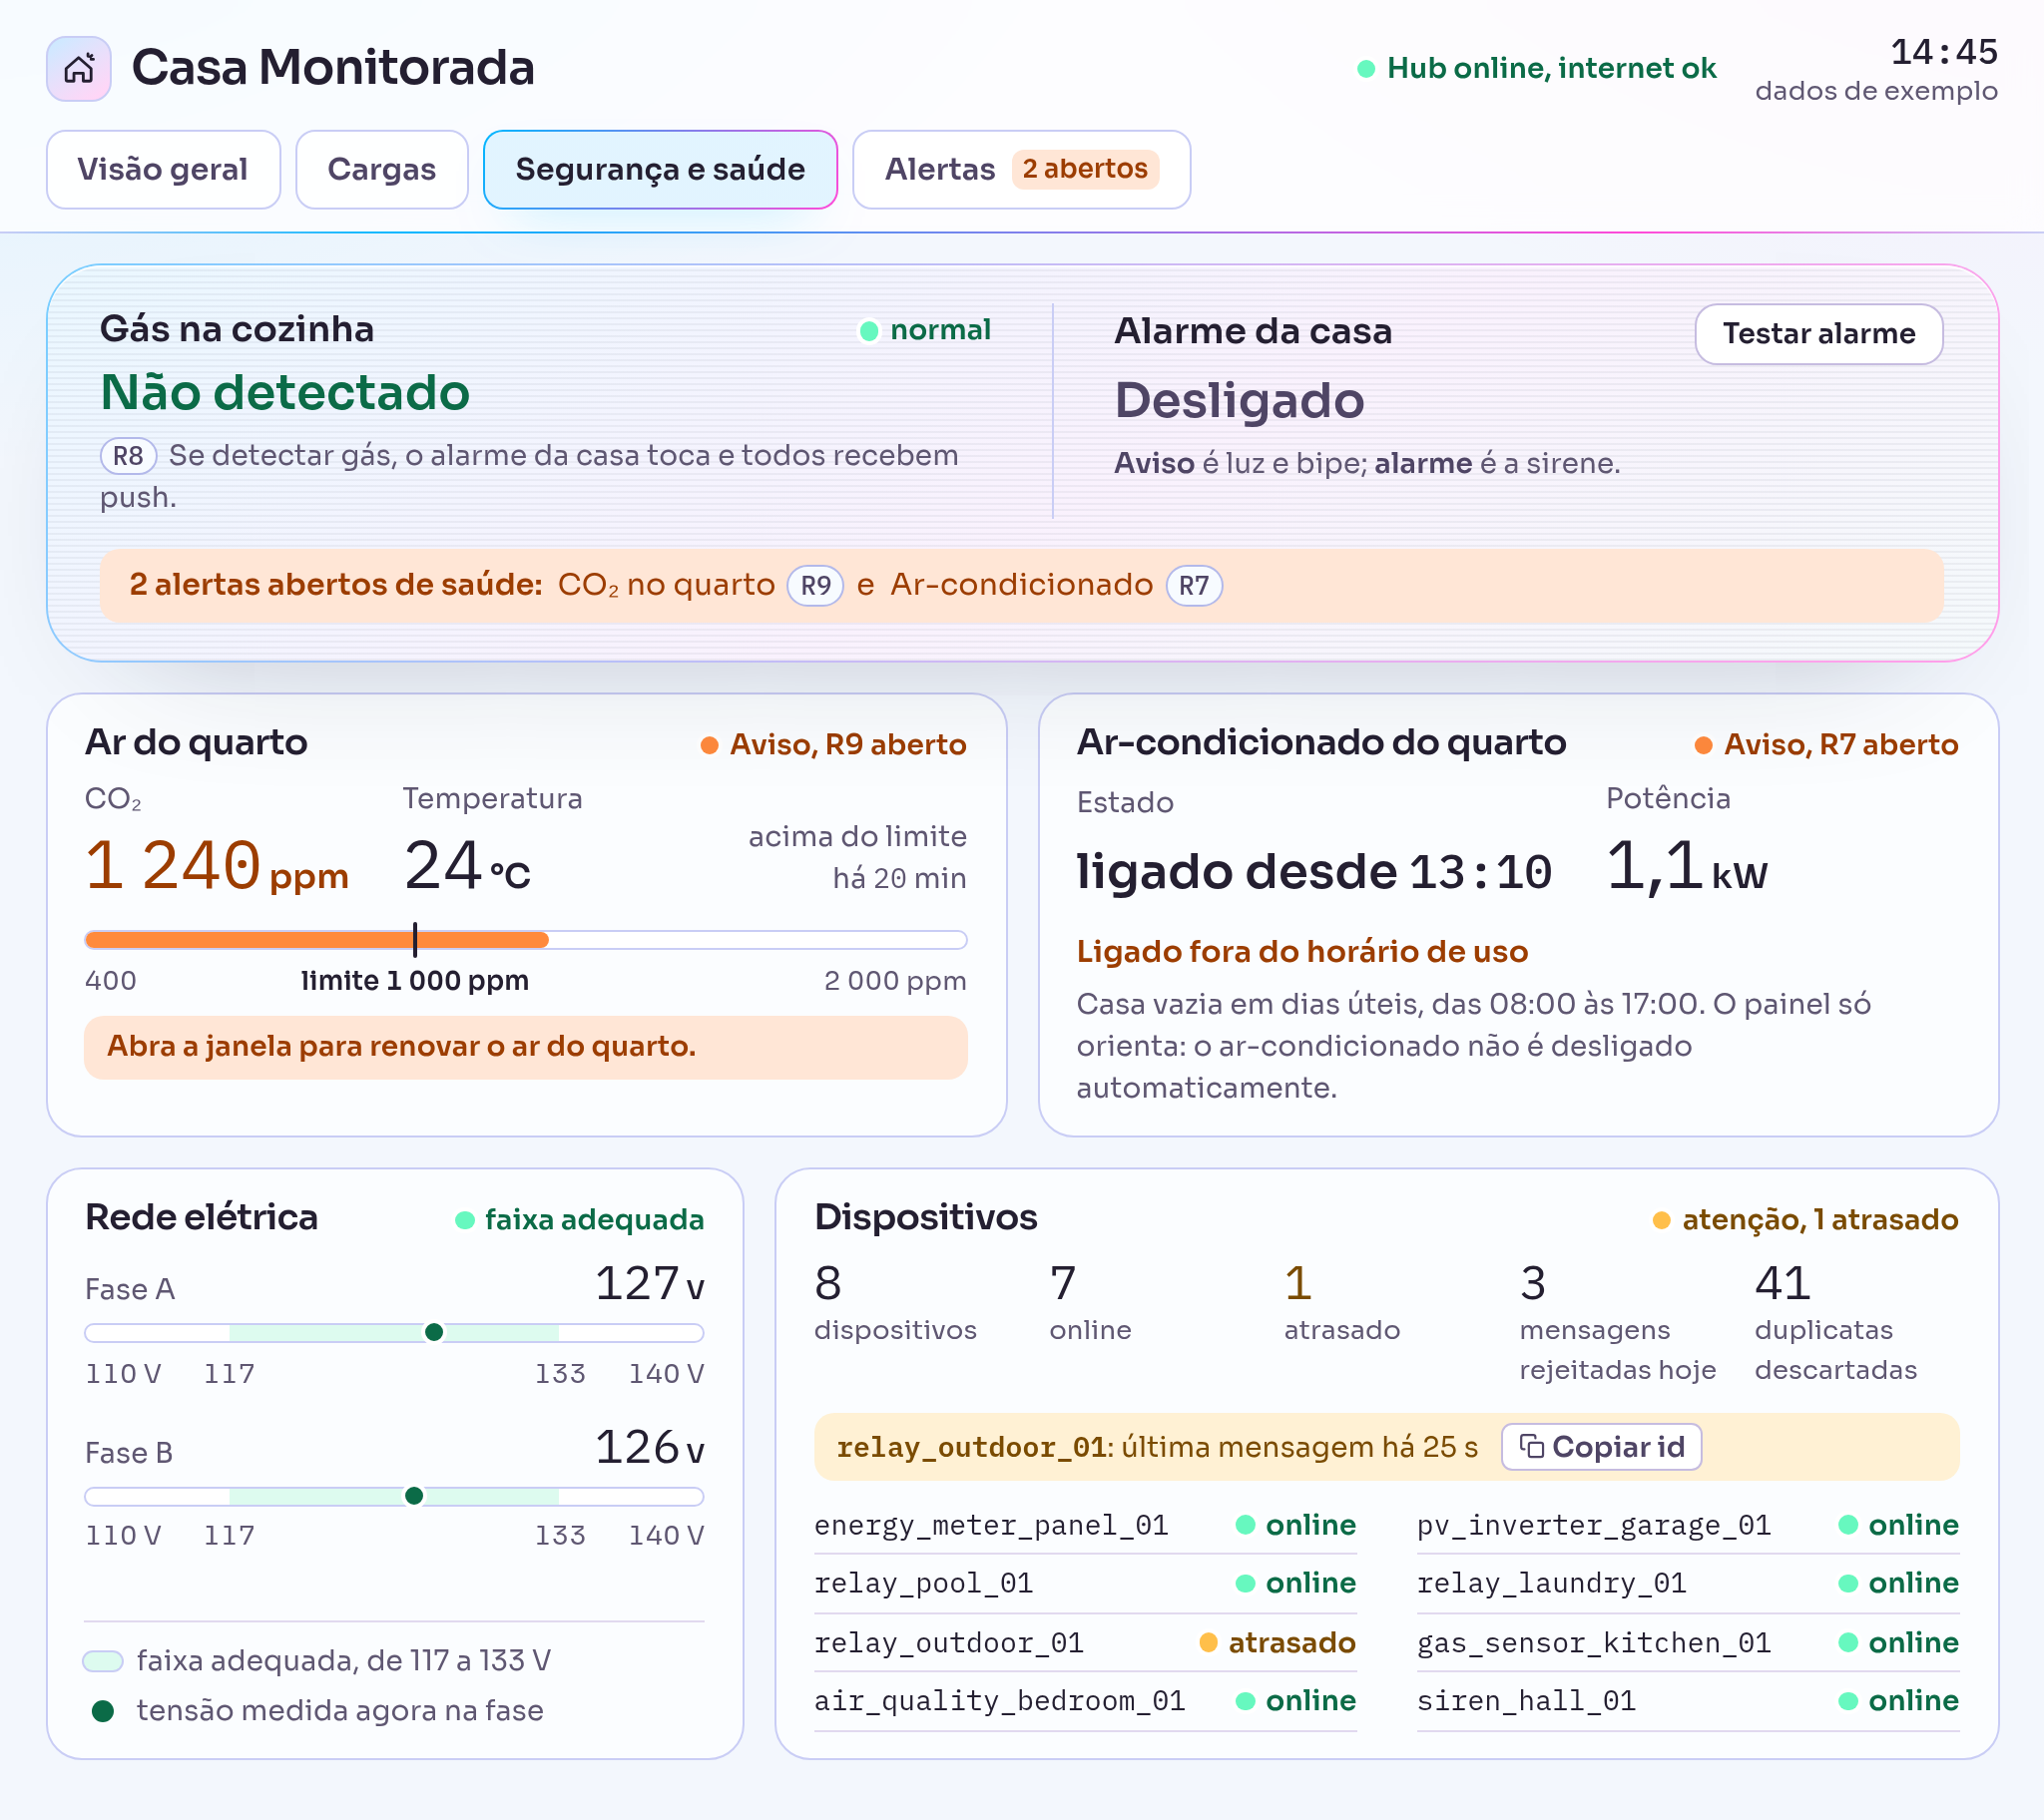 Casa Monitorada
Hub online, internet ok
14:45
dados de exemplo
Visão geral
Cargas
Segurança e saúde
Alertas 2 abertos
Gás na cozinha
normal
Não detectado
R8 Se detectar gás, o alarme da casa toca e todos recebem
push.
Alarme da casa
Testar alarme
Desligado
Aviso é luz e bipe; alarme é a sirene.
2 alertas abertos de saúde: CO₂ no quarto R9 e Ar-condicionado R7
Ar do quarto
Aviso, R9 aberto
CO₂
Temperatura
1 240 ppm
24 °C
acima do limite
há 20 min
400
limite 1 000 ppm
2 000 ppm
Abra a janela para renovar o ar do quarto.
Ar-condicionado do quarto
Aviso, R7 aberto
Estado
Potência
ligado desde 13:10
1,1 kW
Ligado fora do horário de uso
Casa vazia em dias úteis, das 08:00 às 17:00. O painel só
orienta: o ar-condicionado não é desligado
automaticamente.
Rede elétrica
faixa adequada
Fase A
127 V
110 V 117 133 140 V
Fase B
126 V
110 V 117 133 140 V
faixa adequada, de 117 a 133 V
tensão medida agora na fase
Dispositivos
atenção, 1 atrasado
8
dispositivos
7
online
1
atrasado
3
mensagens
rejeitadas hoje
41
duplicatas
descartadas
relay_outdoor_01: última mensagem há 25 s
Copiar id
energy_meter_panel_01 online
pv_inverter_garage_01 online
relay_pool_01 online
relay_laundry_01 online
relay_outdoor_01 atrasado
gas_sensor_kitchen_01 online
air_quality_bedroom_01 online
siren_hall_01 online